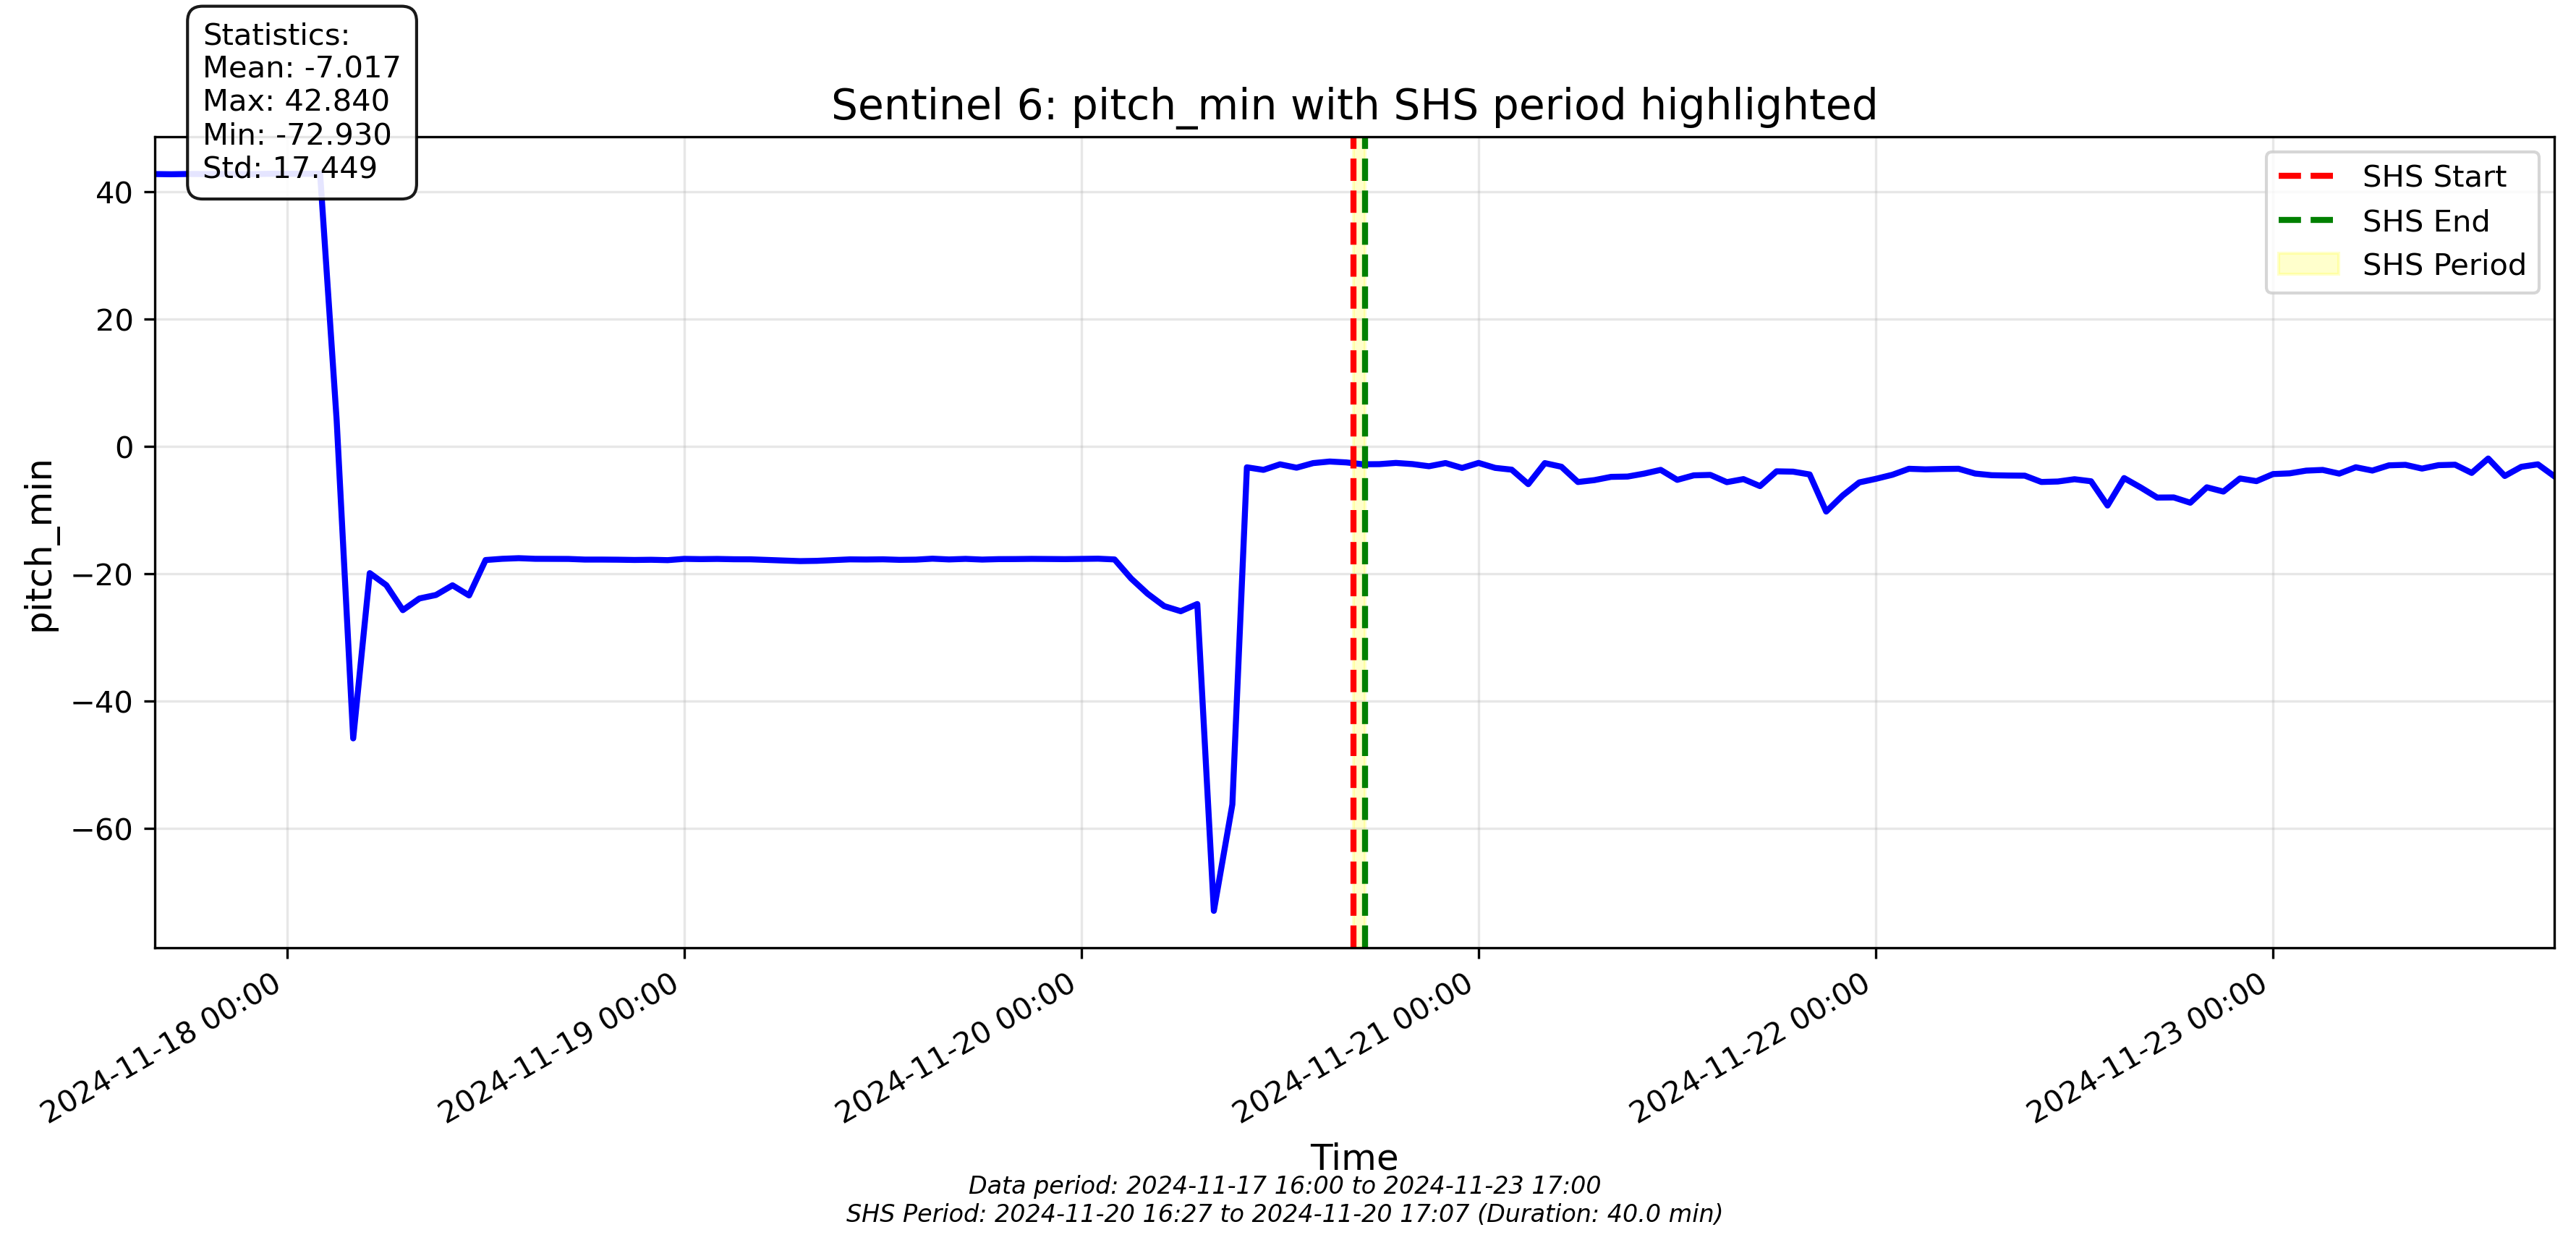 Statistics:
Mean: -7.017
Max: 42.840
Min: -72.930
Std: 17.449
Sentinel 6: pitch_min with SHS period highlighted
SHS Start
SHS End
SHS Period
pitch_min
40
20
0
−20
−40
−60
2024-11-18 00:00
2024-11-19 00:00
2024-11-20 00:00
2024-11-21 00:00
2024-11-22 00:00
2024-11-23 00:00
Time
Data period: 2024-11-17 16:00 to 2024-11-23 17:00
SHS Period: 2024-11-20 16:27 to 2024-11-20 17:07 (Duration: 40.0 min)